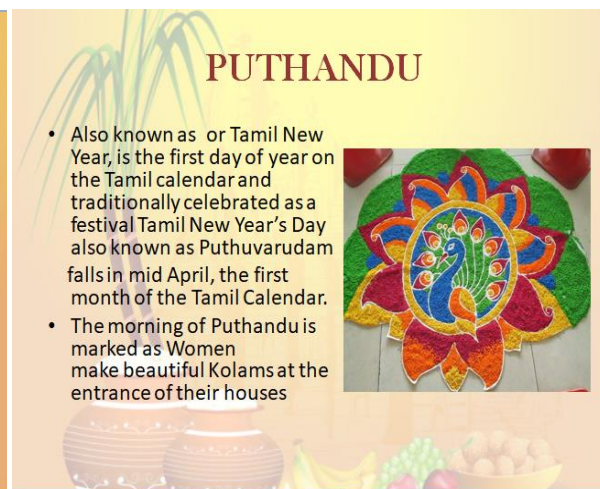 PUTHANDU
• Also known as or Tamil New
Year, is the first day of year on
the Tamil calendar and
traditionally celebrated as a
festival Tamil New Year's Day
also known as Puthuvarudam
falls in mid April, the first
month of the Tamil Calendar.
• The morning of Puthandu is
marked as Women
make beautiful Kolams at the
entrance of their houses